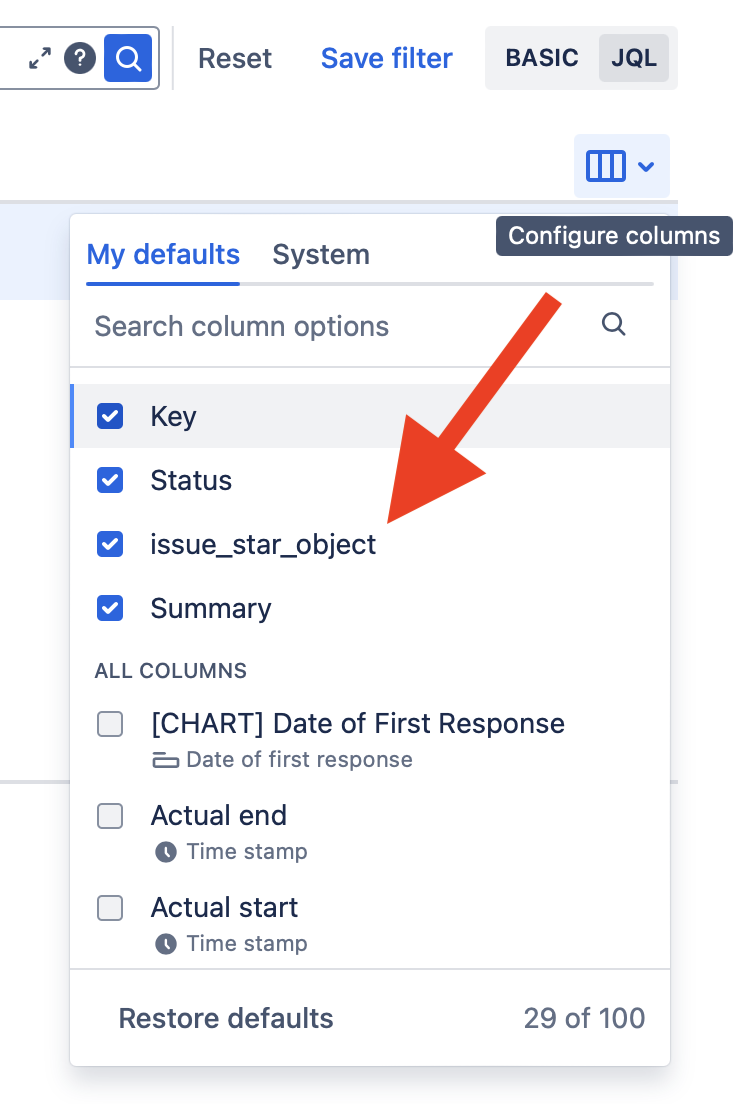 ?
Reset
Save filter
BASIC
JQL
Configure columns
My defaults
System
Search column options
Key
Status
issue_star_object
Summary
ALL COLUMNS
[CHART] Date of First Response
Date of first response
Actual end
Time stamp
Actual start
Time stamp
Restore defaults
29 of 100